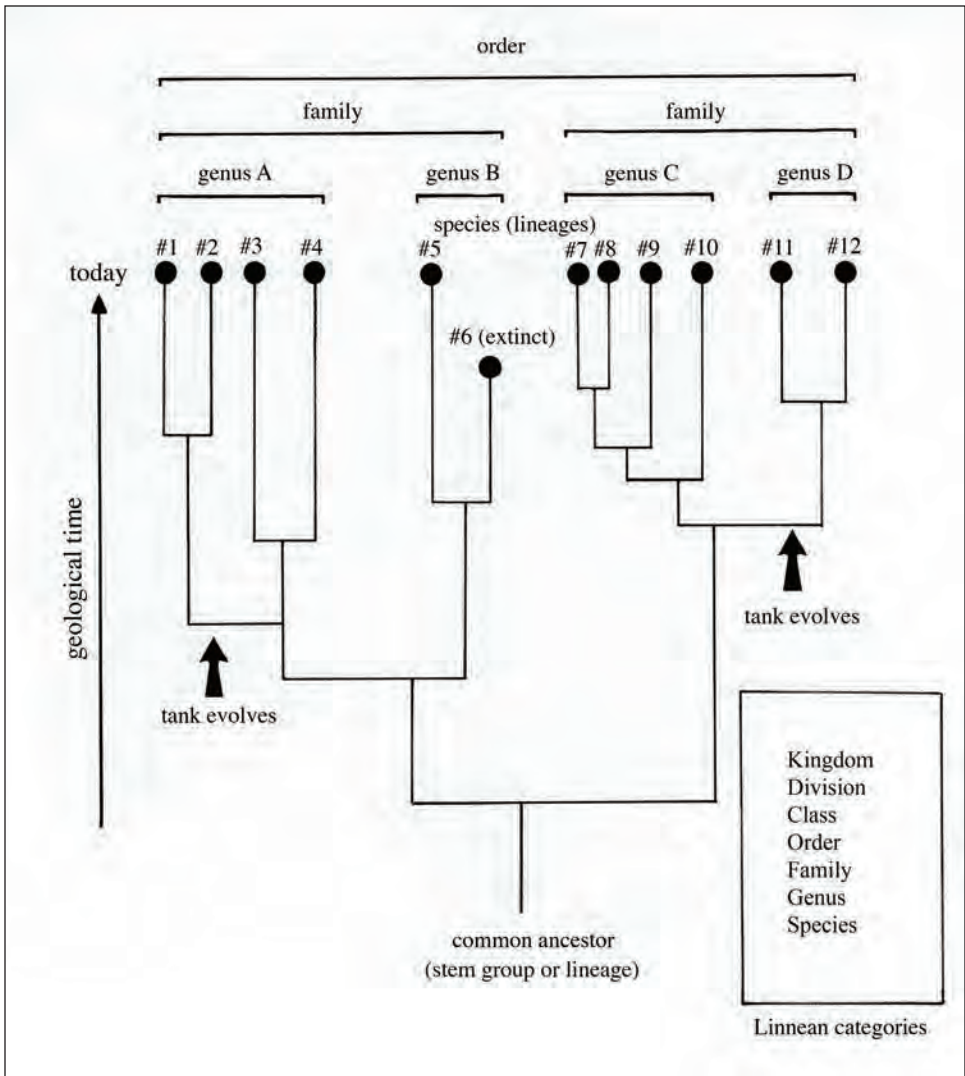 order
family
family
genus A
genus B
genus C
genus D
species (lineages)
#1
#2
#3
#4
#5
#7
#8
#9
#10
#11
#12
today
#6 (extinct)
geological time
tank evolves
tank evolves
Kingdom
Division
Class
Order
Family
Genus
Species
common ancestor
(stem group or lineage)
Linnean categories